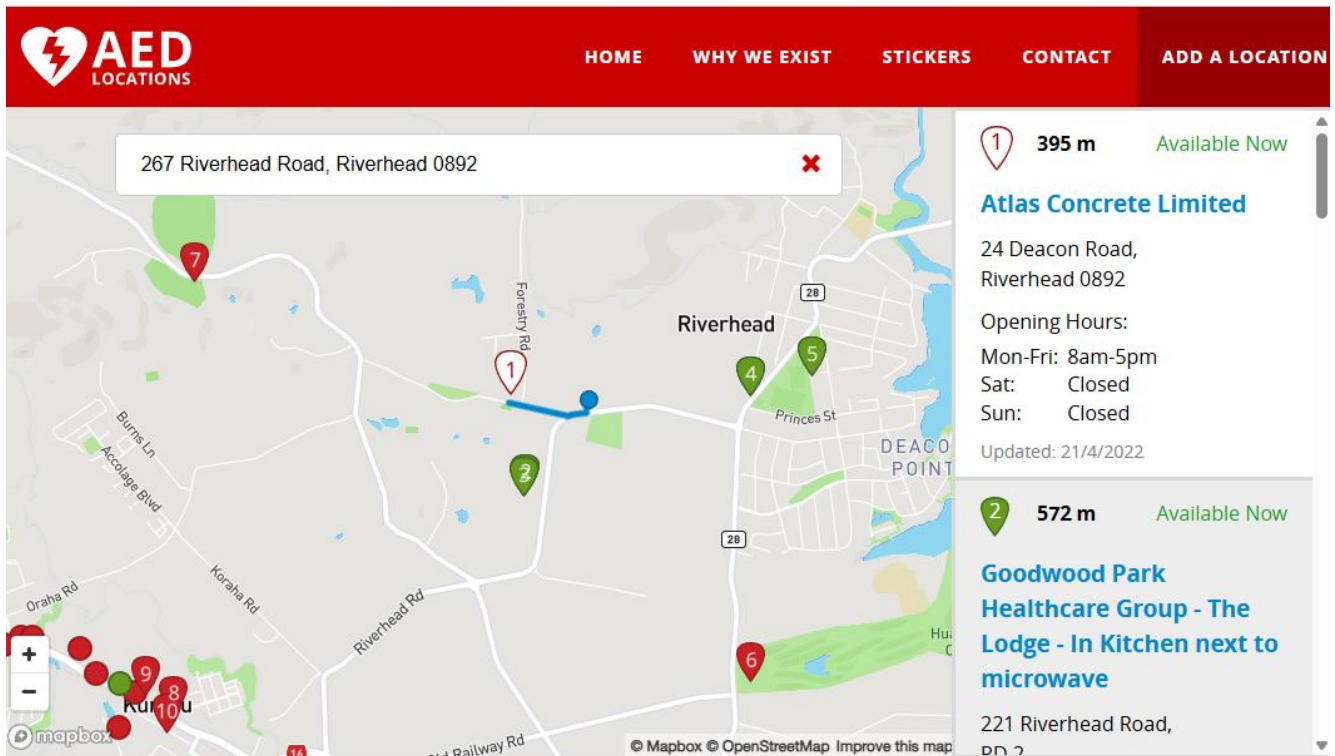 AED
LOCATIONS
HOME
WHY WE EXIST
STICKERS
CONTACT
ADD A LOCATION
267 Riverhead Road, Riverhead 0892
7
Forestry Rd
28
Riverhead
1
5
4
Princes St
Burns Ln
Accolage Blvd
DEACO
POINT
28
Koraha Rd
Oraha Rd
Riverhead Rd
Hu
6
+
−
9
8
10
mapbox
16
Railway Rd
© Mapbox © OpenStreetMap Improve this map
1
395 m
Available Now
Atlas Concrete Limited
24 Deacon Road,
Riverhead 0892
Opening Hours:
Mon-Fri: 8am-5pm
Sat: Closed
Sun: Closed
Updated: 21/4/2022
2
572 m
Available Now
Goodwood Park
Healthcare Group - The
Lodge - In Kitchen next to
microwave
221 Riverhead Road,
RD 2